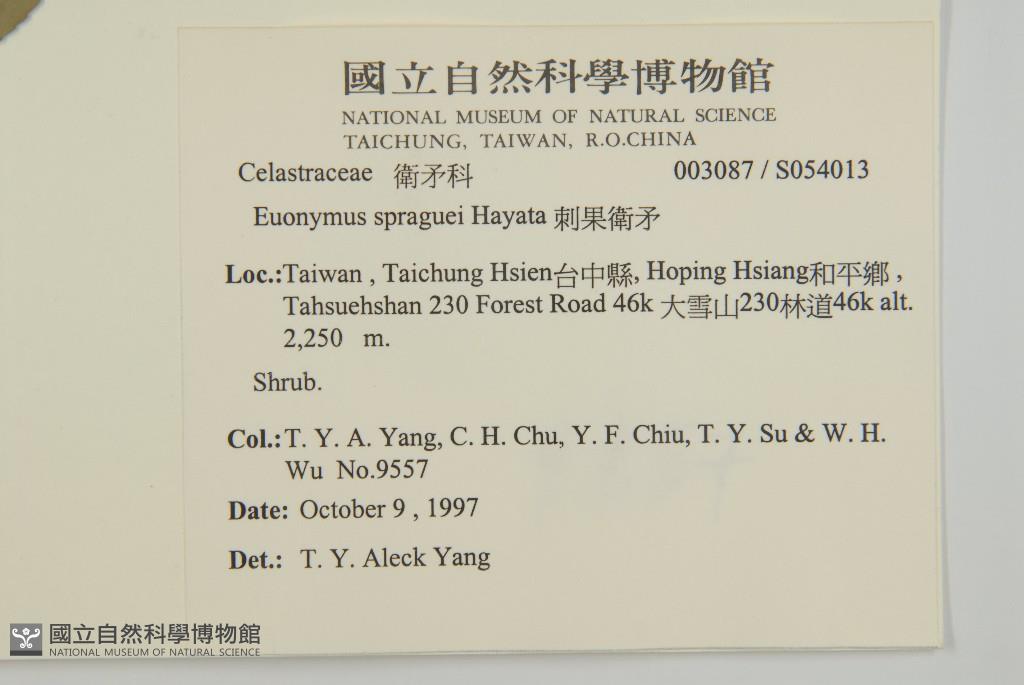 國立自然科學博物館
NATIONAL MUSEUM OF NATURAL SCIENCE
TAICHUNG, TAIWAN, R.O.CHINA
Celastraceae 衛矛科 003087 / S054013
Euonymus spraguei Hayata 刺果衛矛
Loc.:Taiwan , Taichung Hsien台中縣, Hoping Hsiang和平鄉 ,
Tahsuehshan 230 Forest Road 46k 大雪山230林道46k alt.
2,250 m.
Shrub.
Col.:T. Y. A. Yang, C. H. Chu, Y. F. Chiu, T. Y. Su & W. H.
Wu No.9557
Date: October 9 , 1997
Det.: T. Y. Aleck Yang
國立自然科學博物館
NATIONAL MUSEUM OF NATURAL SCIENCE